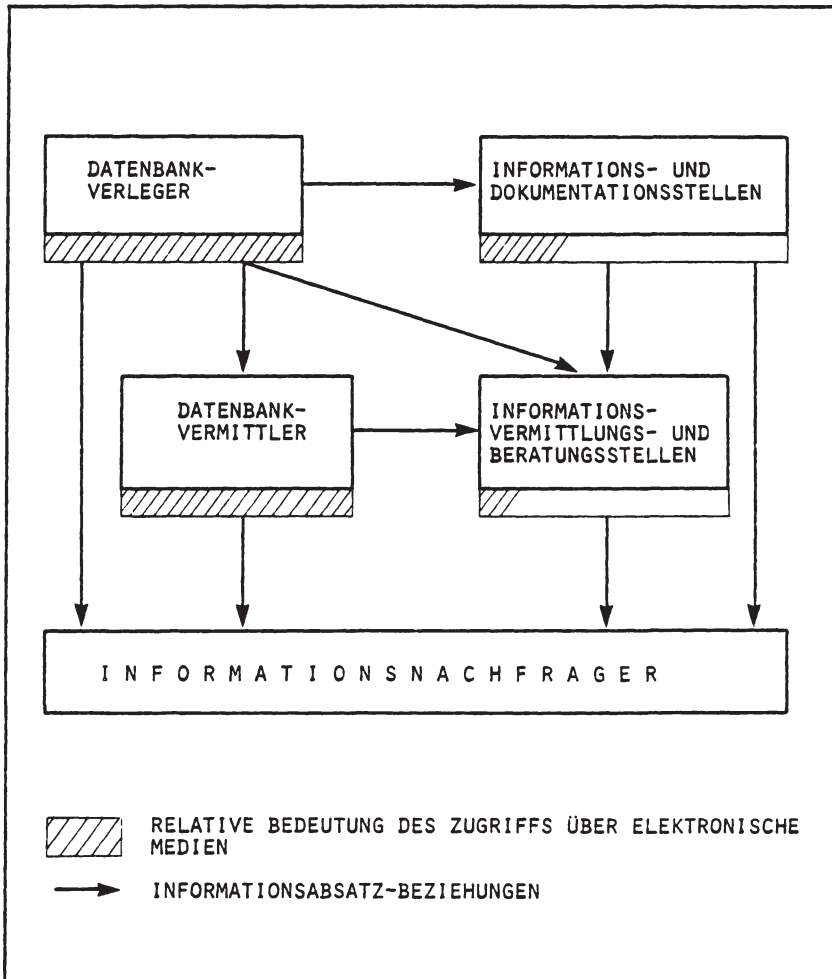 DATENBANK-
VERLEGER
INFORMATIONS- UND
DOKUMENTATIONSSTELLEN
DATENBANK-
VERMITTLER
INFORMATIONS-
VERMITTLUNGS- UND
BERATUNGSSTELLEN
INFORMATIONSNACHFRAGER
RELATIVE BEDEUTUNG DES ZUGRIFFS ÜBER ELEKTRONISCHE
MEDIEN
INFORMATIONSABSATZ-BEZIEHUNGEN